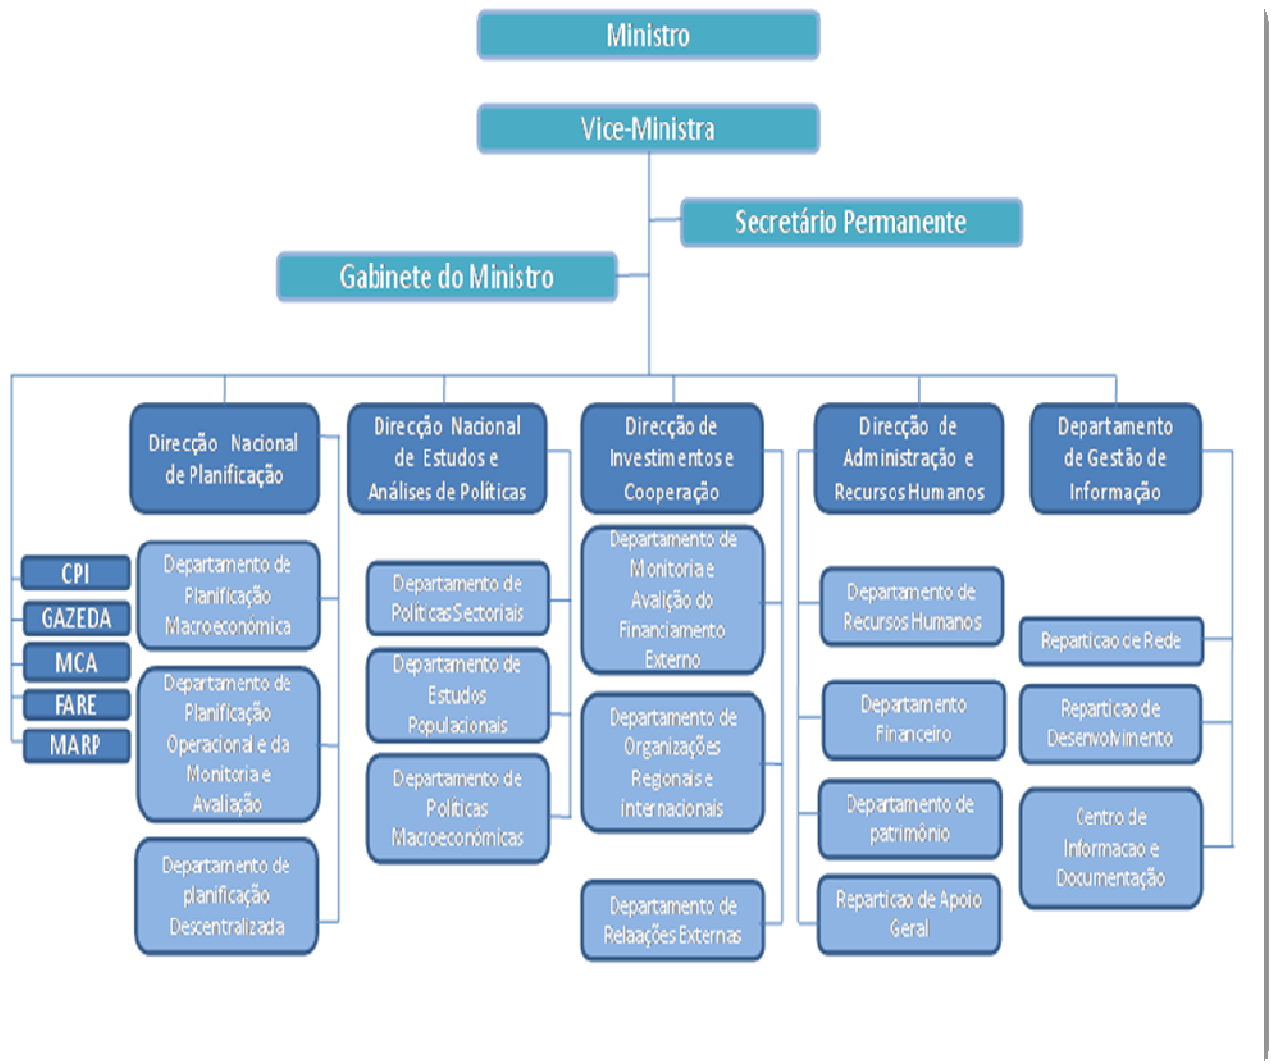 Ministro
Vice-Ministra
Secretário Permanente
Gabinete do Ministro
Direcção Nacional
de Planificação
Direcção Nacional
de Estudos e
Análises de Políticas
Direcção de
Investimentos e
Cooperação
Direcção de
Administração e
Recursos Humanos
Departamento
de Gestão de
Informação
CPI
GAZEDA
MCA
FARE
MARP
Departamento de
Planificação
Macroeconómica
Departamento de
Planificação
Operacional e da
Monitoria e
Avaliação
Departamento de
planificação
Descentralizada
Departamento de
Políticas Sectoriais
Departamento de
Estudos
Populacionais
Departamento de
Políticas
Macroeconómicas
Departamento de
Monitoria e
Avalição do
Financiamento
Externo
Departamento de
Organizações
Regionais e
internacionais
Departamento de
Relaações Externas
Departamento de
Recursos Humanos
Departamento
Financeiro
Departamento de
patrimônio
Reparticao de Apoio
Geral
Reparticao de Rede
Reparticao de
Desenvolvimento
Centro de
Informacao e
Documentação